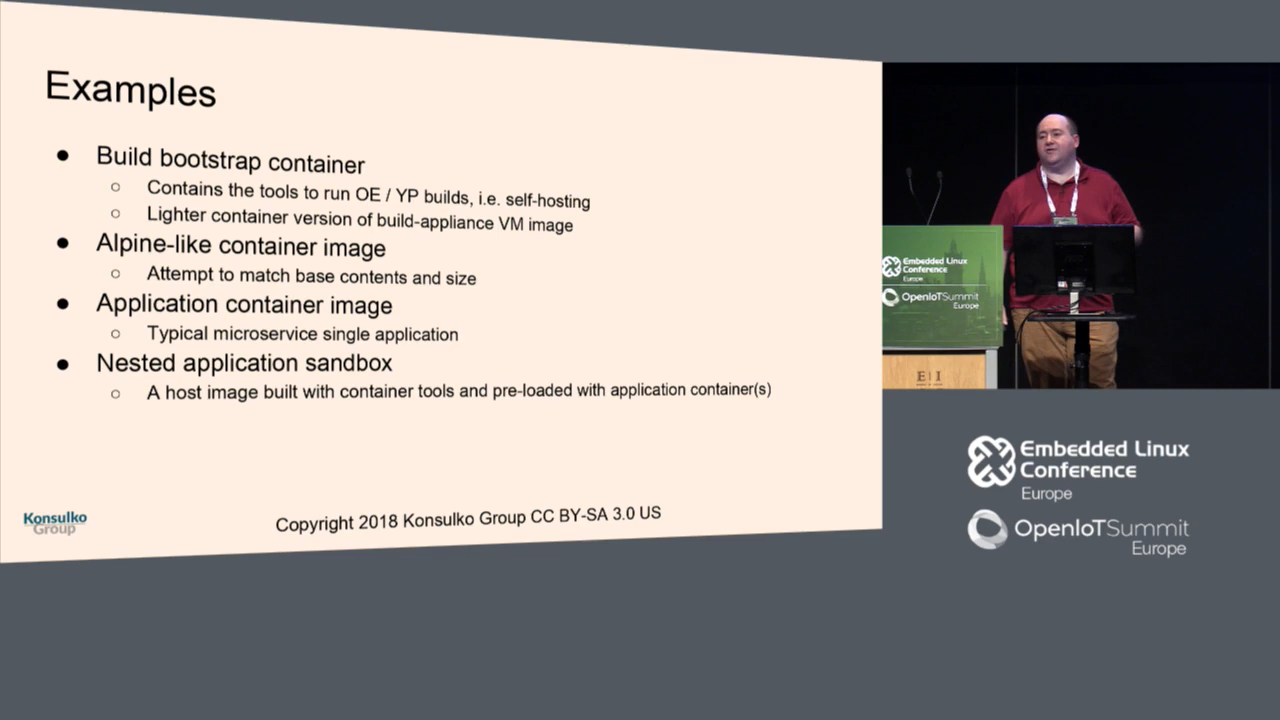 Examples
● Build bootstrap container
○ Contains the tools to run OE / YP builds, i.e. self-hosting
○ Lighter container version of build-appliance VM image
● Alpine-like container image
○ Attempt to match base contents and size
● Application container image
○ Typical microservice single application
● Nested application sandbox
○ A host image built with container tools and pre-loaded with application container(s)
Konsulko
Group
Copyright 2018 Konsulko Group CC BY-SA 3.0 US
Embedded Linux
Conference
Europe
OpenIoTSummit
Europe
Embedded Linux
Conference
Europe
OpenIoTSummit
Europe